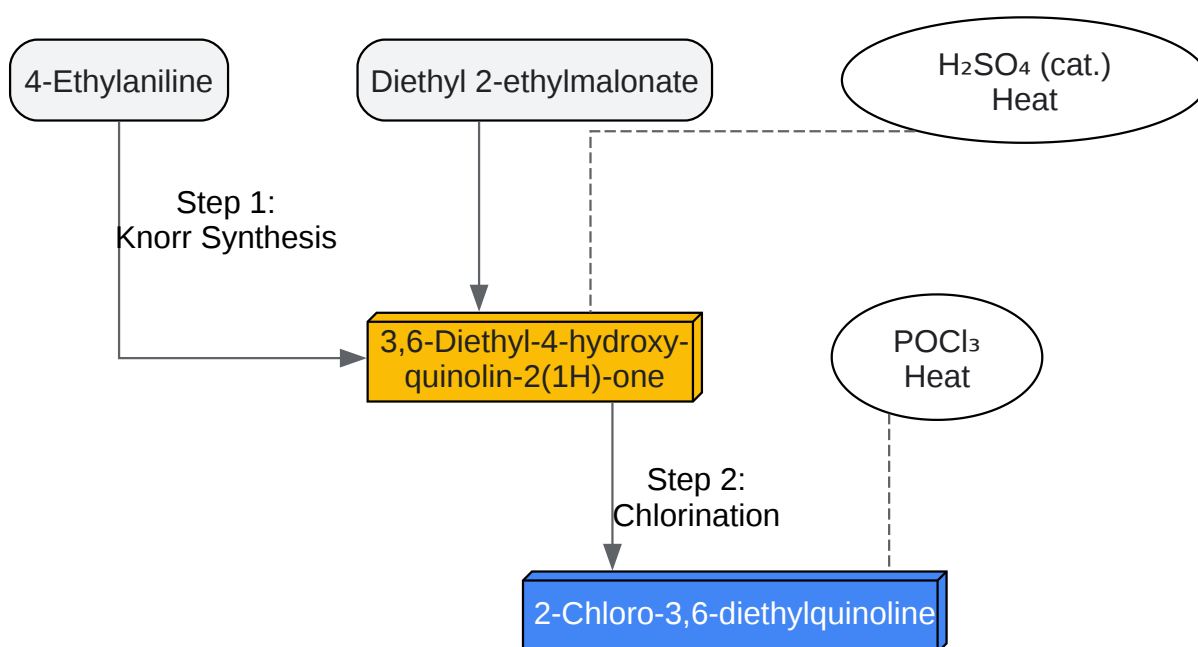 4-Ethylaniline
Diethyl 2-ethylmalonate
H₂SO₄ (cat.)
Heat
Step 1:
Knorr Synthesis
3,6-Diethyl-4-hydroxy-
quinolin-2(1H)-one
POCl₃
Heat
Step 2:
Chlorination
2-Chloro-3,6-diethylquinoline